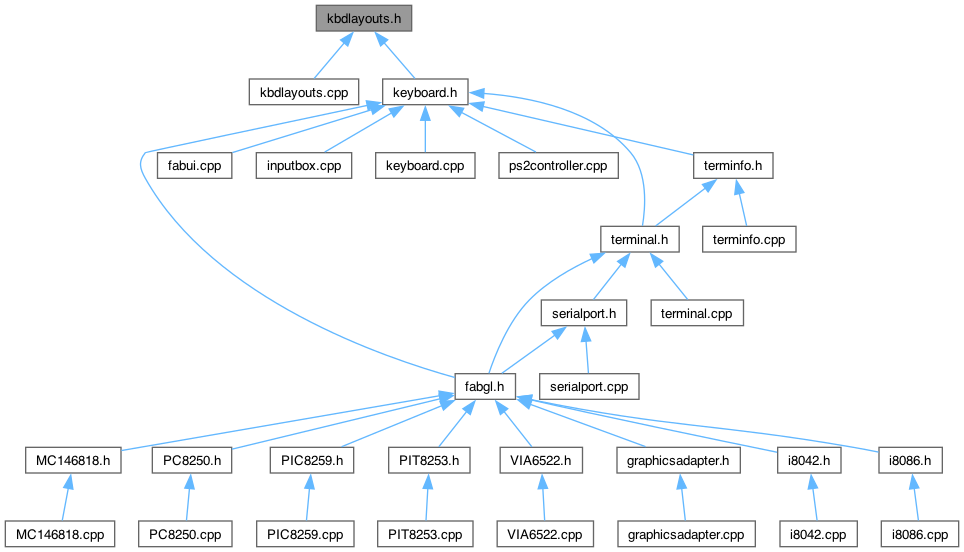 kbdlayouts.h
kbdlayouts.cpp
keyboard.h
fabui.cpp
inputbox.cpp
keyboard.cpp
ps2controller.cpp
terminfo.h
terminal.h
terminfo.cpp
serialport.h
terminal.cpp
fabgl.h
serialport.cpp
MC146818.h
PC8250.h
PIC8259.h
PIT8253.h
VIA6522.h
graphicsadapter.h
i8042.h
i8086.h
MC146818.cpp
PC8250.cpp
PIC8259.cpp
PIT8253.cpp
VIA6522.cpp
graphicsadapter.cpp
i8042.cpp
i8086.cpp